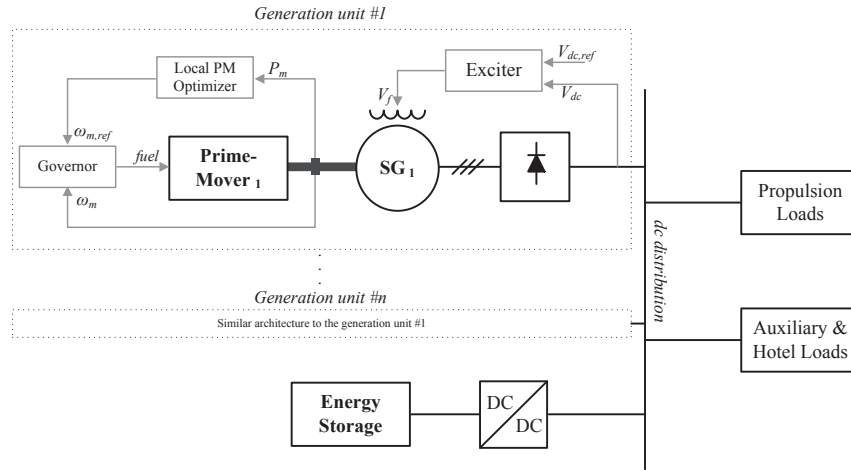 Generation unit #1
Local PM
Optimizer
P_m
Exciter
V_dc,ref
V_dc
V_f
ω_m,ref
Governor
fuel
Prime-
Mover 1
SG 1
ω_m
Propulsion
Loads
dc distribution
Generation unit #n
Similar architecture to the generation unit #1
Auxiliary &
Hotel Loads
Energy
Storage
DC
DC